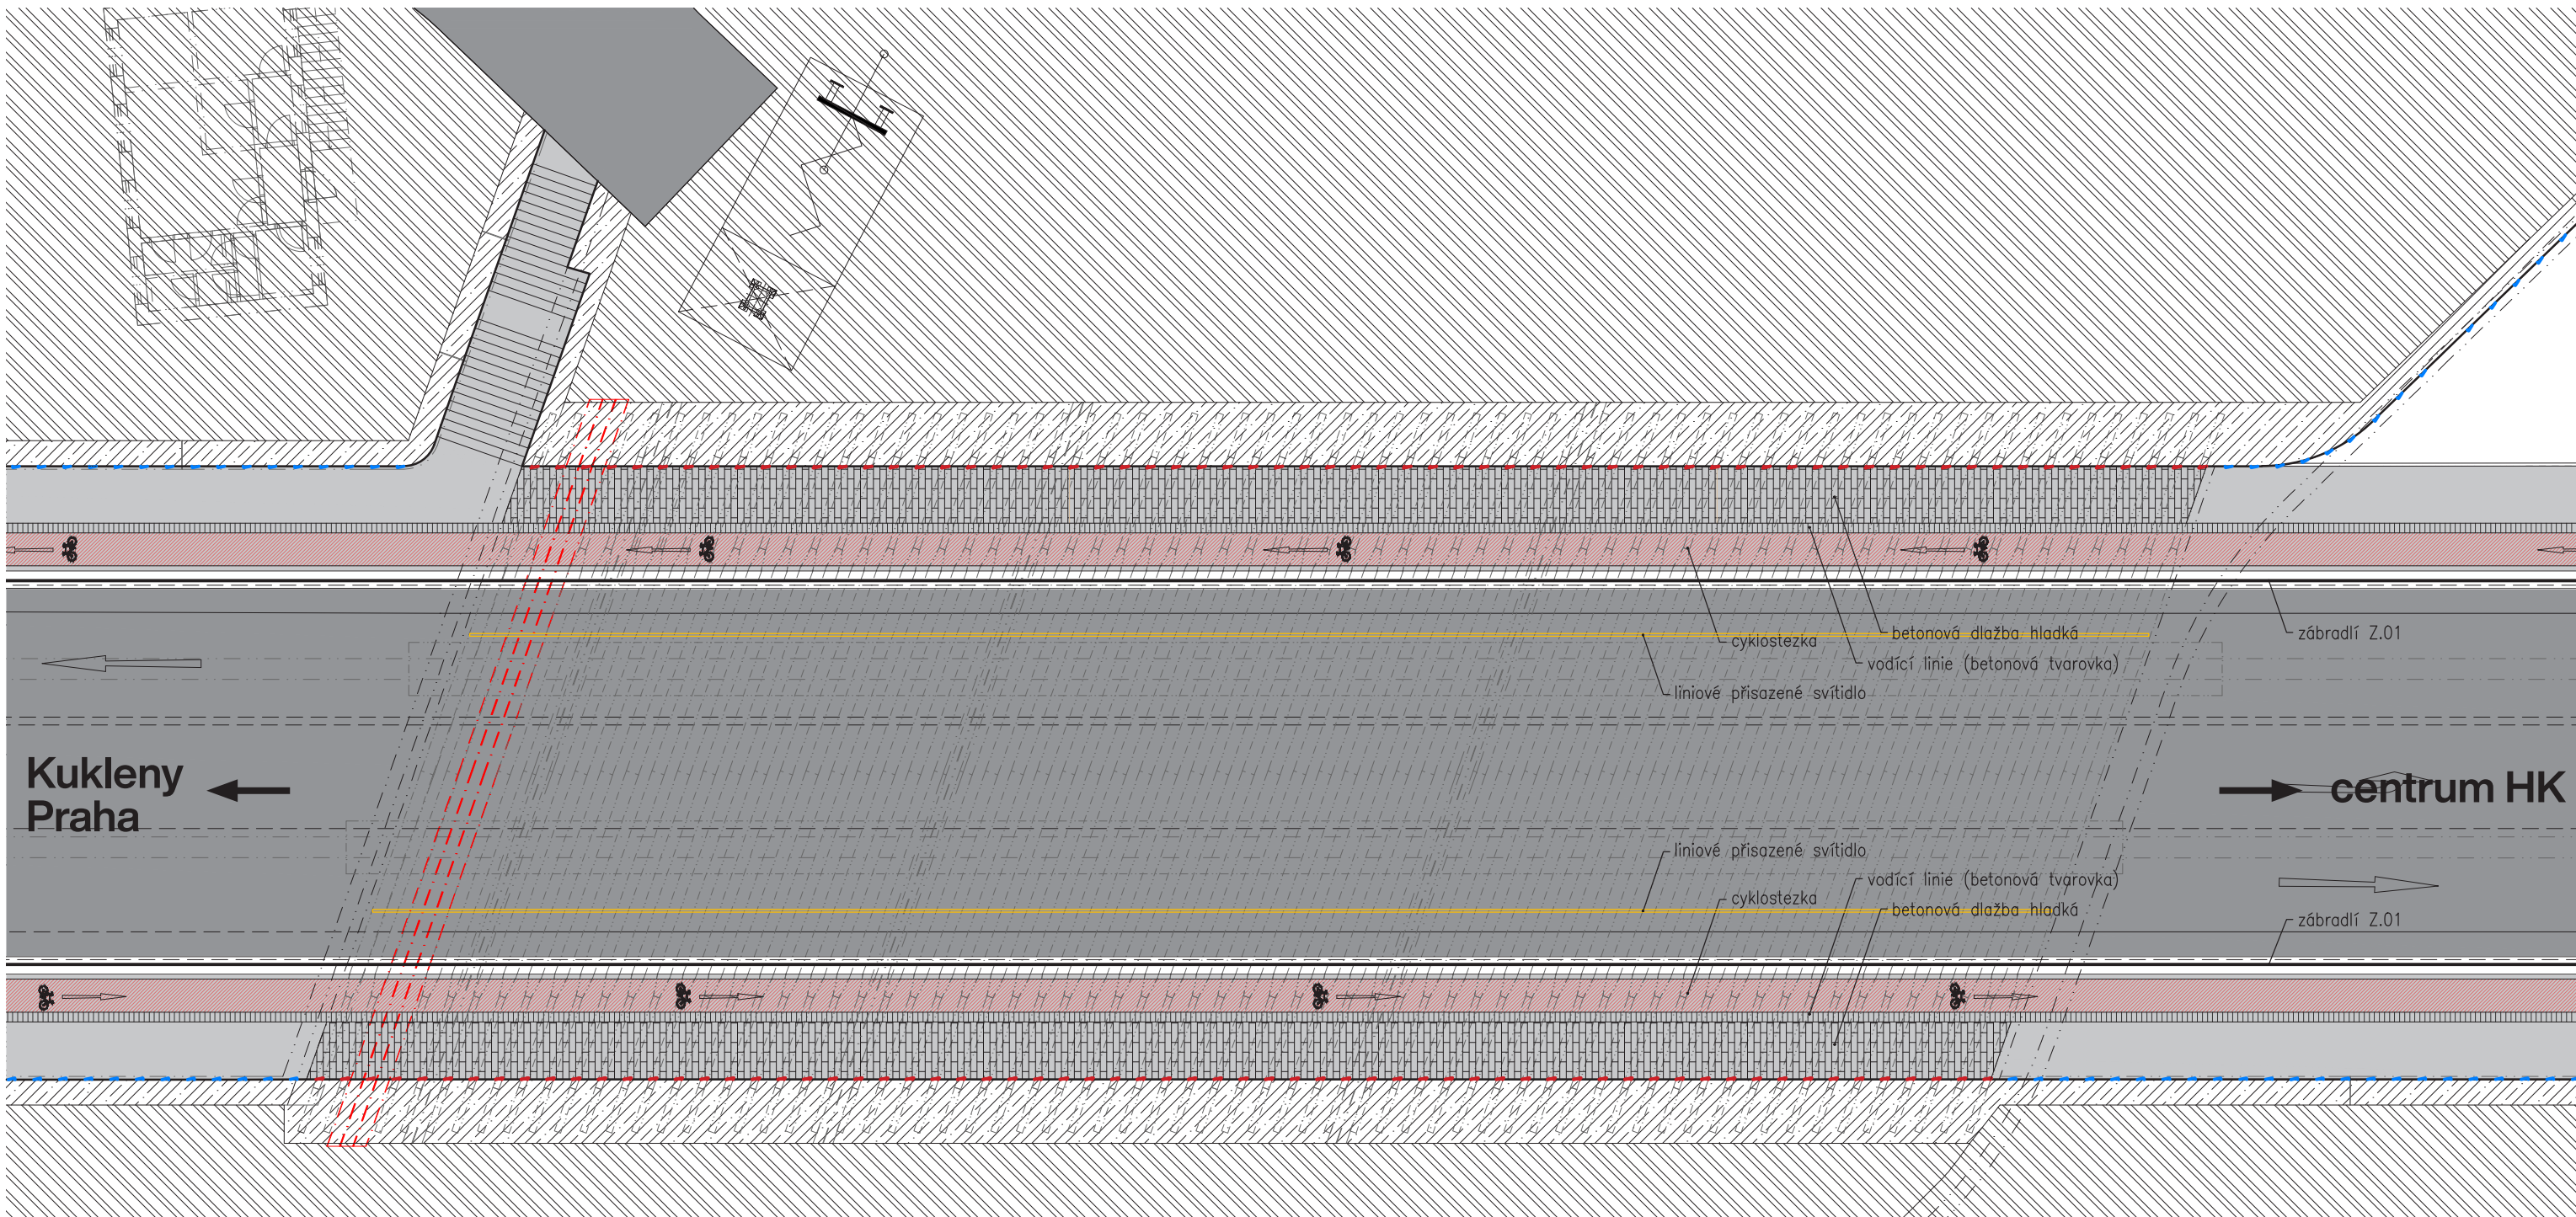 cyklostezka
betonová dlažba hladká
zábradlí Z.01
vodící linie (betonová tvarovka)
liniové přisazené svítidlo
Kukleny
Praha
centrum HK
liniové přisazené svítidlo
vodící linie (betonová tvarovka)
cyklostezka
betonová dlažba hladká
zábradlí Z.01